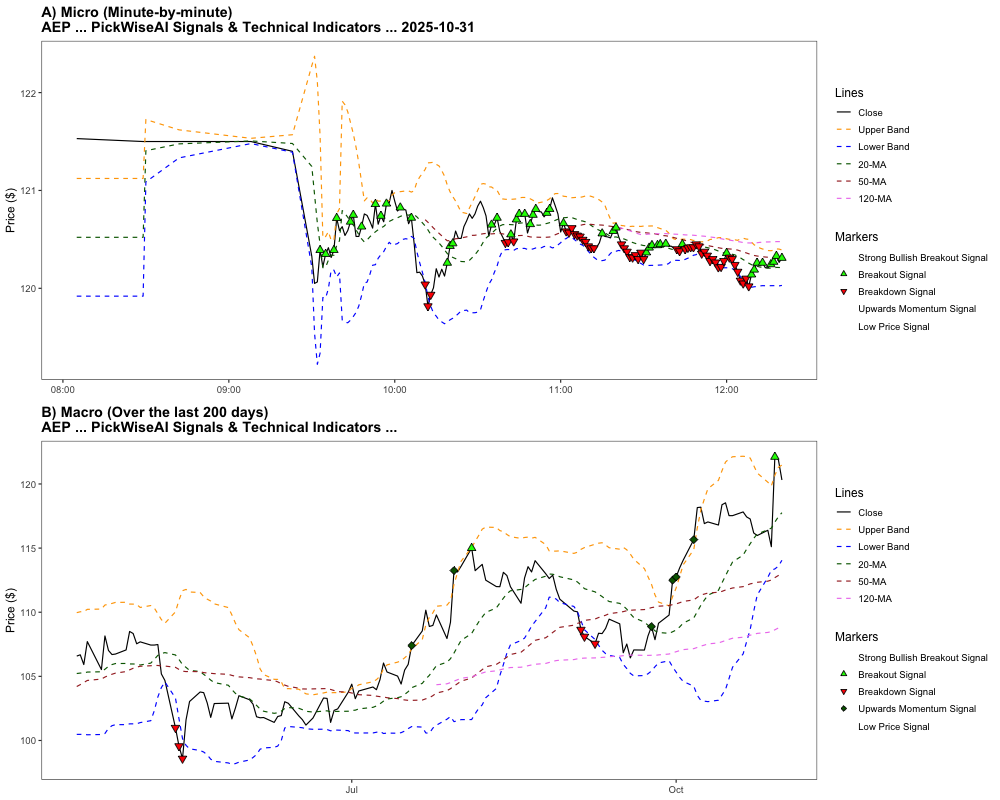 A) Micro (Minute-by-minute)
AEP ... PickWiseAI Signals & Technical Indicators ... 2025-10-31
Price ($)
122
121
120
08:00 09:00 10:00 11:00 12:00
Lines
Close
Upper Band
Lower Band
20-MA
50-MA
120-MA
Markers
Strong Bullish Breakout Signal
Breakout Signal
Breakdown Signal
Upwards Momentum Signal
Low Price Signal
B) Macro (Over the last 200 days)
AEP ... PickWiseAI Signals & Technical Indicators ...
Price ($)
120
115
110
105
100
Jul Oct
Lines
Close
Upper Band
Lower Band
20-MA
50-MA
120-MA
Markers
Strong Bullish Breakout Signal
Breakout Signal
Breakdown Signal
Upwards Momentum Signal
Low Price Signal